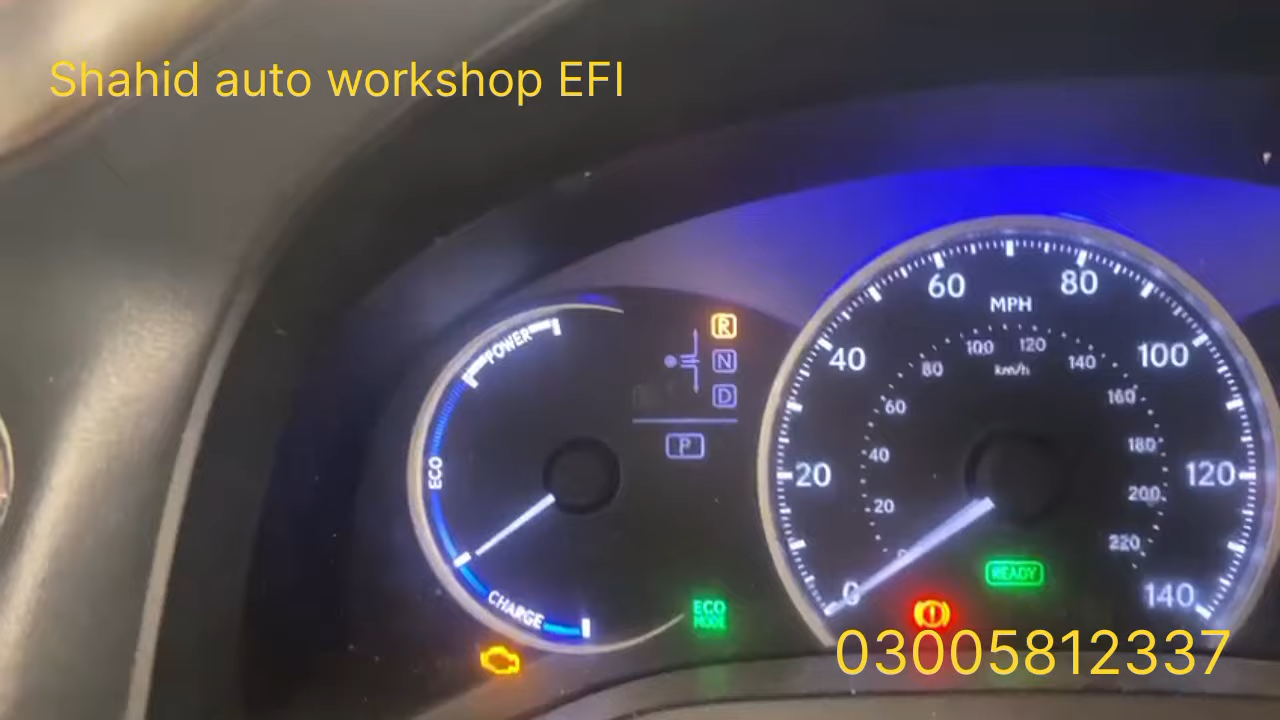 Shahid auto workshop EFI
POWER
ECO
CHARGE
R
N
D
P
ECO
MODE
MPH
km/h
0
20
40
60
80
100
120
140
20
40
60
80
100
120
140
160
180
200
220
READY
03005812337